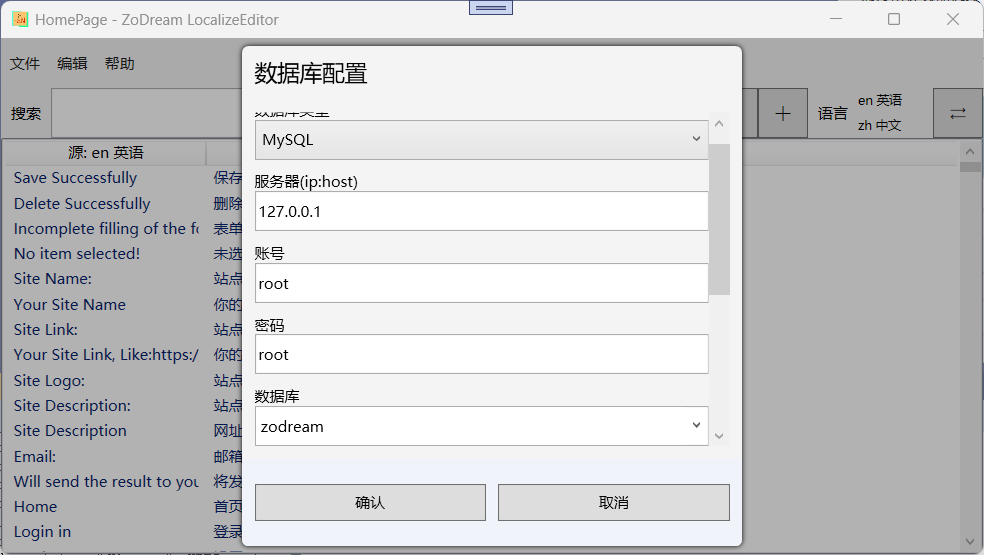 HomePage - ZoDream LocalizeEditor
文件 编辑 帮助
搜索
语言
en 英语
zh 中文
源: en 英语
Save Successfully 保存
Delete Successfully 删除
Incomplete filling of the fo 表单
No item selected! 未选
Site Name: 站点
Your Site Name 你的
Site Link: 站点
Your Site Link, Like:https:/ 你的
Site Logo: 站点
Site Description: 站点
Site Description 网址
Email: 邮箱
Will send the result to you 将发
Home 首页
Login in 登录
数据库配置
数据库类型
MySQL
服务器(ip:host)
127.0.0.1
账号
root
密码
root
数据库
zodream
确认 取消